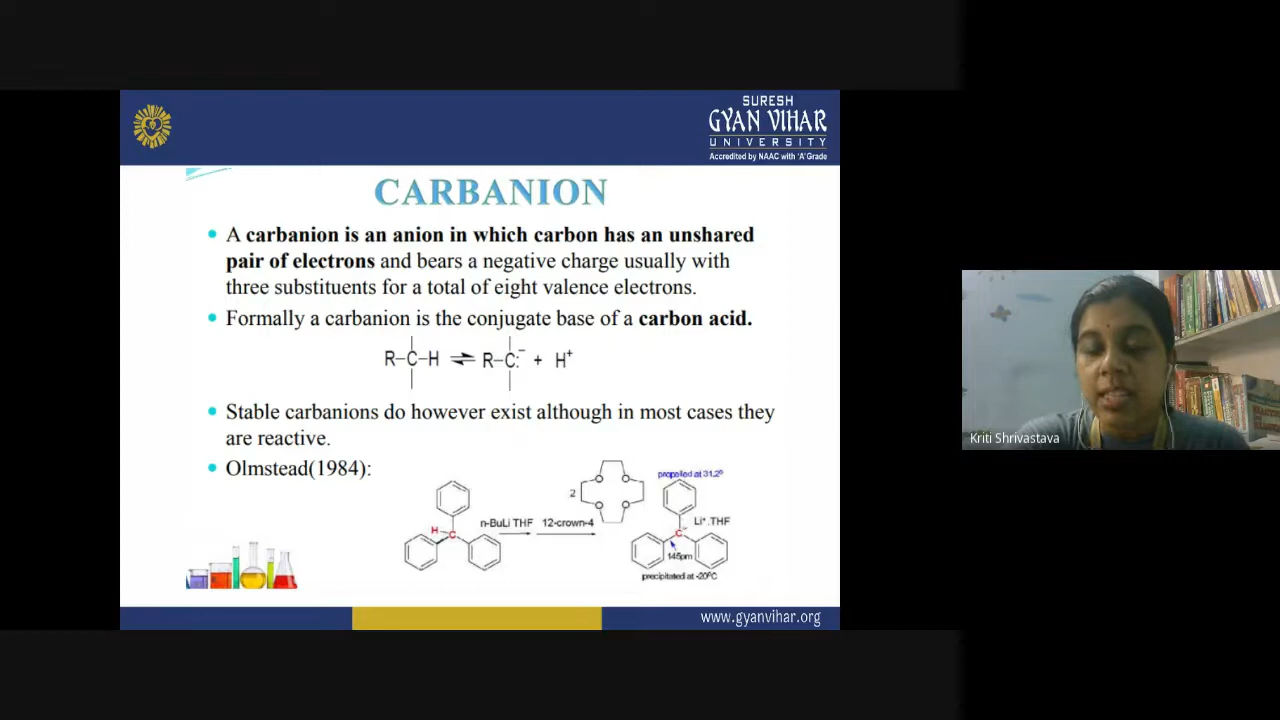 SURESH
GYAN VIHAR
UNIVERSITY
Accredited by NAAC with 'A' Grade
CARBANION
A carbanion is an anion in which carbon has an unshared
pair of electrons and bears a negative charge usually with
three substituents for a total of eight valence electrons.
Formally a carbanion is the conjugate base of a carbon acid.
R-C-H ⇌ R-C:⁻ + H⁺
Stable carbanions do however exist although in most cases they
are reactive.
Olmstead(1984):
propelled at 31.2°
2
O O
O O
H C
n-BuLi THF
12-crown-4
C⁻
Li⁺.THF
145pm
precipitated at -20°C
www.gyanvihar.org
Kriti Shrivastava